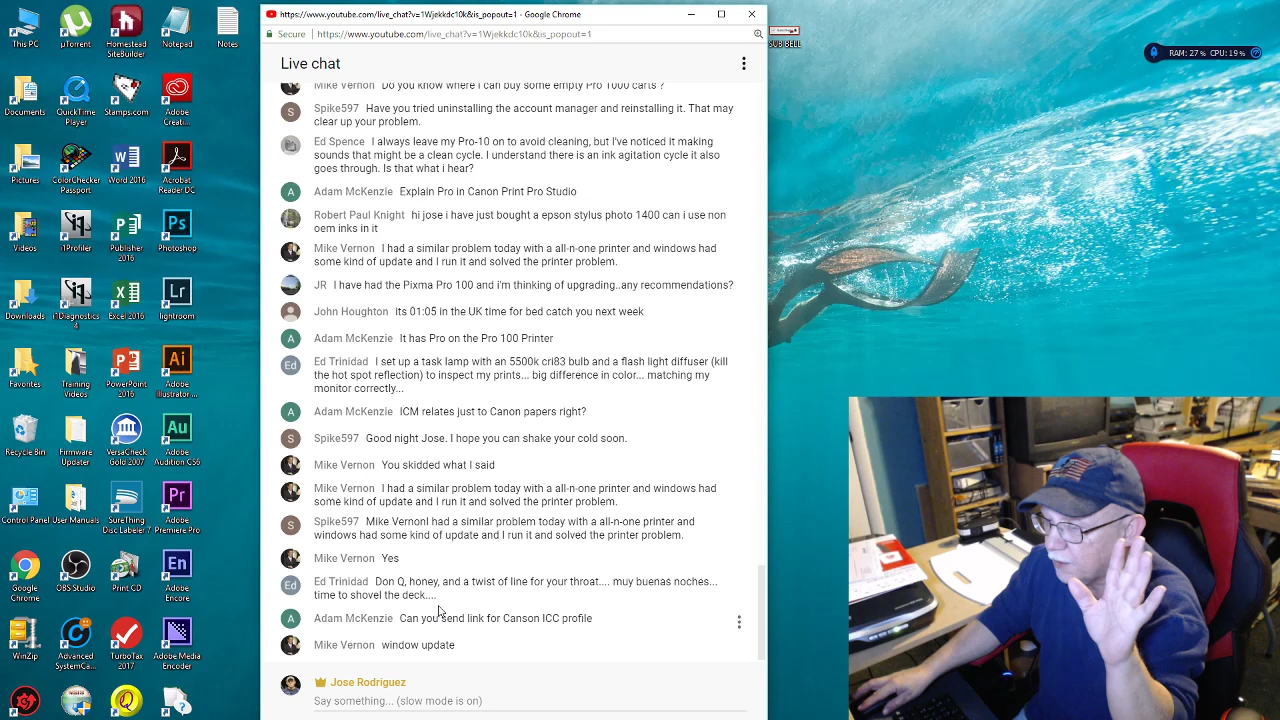 https://www.youtube.com/live_chat?v=1Wjekkdc10k&is_popout=1 - Google Chrome
Secure
https://www.youtube.com/live_chat?v=1Wjekkdc10k&is_popout=1
Live chat
Mike Vernon Do you know where I can buy some empty Pro 1000 carts ?
Spike597 Have you tried uninstalling the account manager and reinstalling it. That may
clear up your problem.
Ed Spence I always leave my Pro-10 on to avoid cleaning, but I've noticed it making
sounds that might be a clean cycle. I understand there is an ink agitation cycle it also
goes through. Is that what i hear?
Adam McKenzie Explain Pro in Canon Print Pro Studio
Robert Paul Knight hi jose i have just bought a epson stylus photo 1400 can i use non
oem inks in it
Mike Vernon I had a similar problem today with a all-n-one printer and windows had
some kind of update and I run it and solved the printer problem.
JR I have had the Pixma Pro 100 and i'm thinking of upgrading..any recommendations?
John Houghton its 01:05 in the UK time for bed catch you next week
Adam McKenzie It has Pro on the Pro 100 Printer
Ed Trinidad I set up a task lamp with an 5500k cri83 bulb and a flash light diffuser (kill
the hot spot reflection) to inspect my prints... big difference in color... matching my
monitor correctly...
Adam McKenzie ICM relates just to Canon papers right?
Spike597 Good night Jose. I hope you can shake your cold soon.
Mike Vernon You skidded what I said
Mike Vernon I had a similar problem today with a all-n-one printer and windows had
some kind of update and I run it and solved the printer problem.
Spike597 Mike VernonI had a similar problem today with a all-n-one printer and
windows had some kind of update and I run it and solved the printer problem.
Mike Vernon Yes
Ed Trinidad Don Q, honey, and a twist of line for your throat.... muy buenas noches...
time to shovel the deck....
Adam McKenzie Can you send link for Canson ICC profile
Mike Vernon window update
Jose Rodriguez
Say something... (slow mode is on)
This PC
µTorrent
Homestead
SiteBuilder
Notepad
Notes
Documents
QuickTime
Player
Stamps.com
Adobe
Creati...
Pictures
ColorChecker
Passport
Word 2016
Acrobat
Reader DC
Videos
i1Profiler
Publisher
2016
Photoshop
Downloads
i1Diagnostics
4
Excel 2016
lightroom
Favorites
Training
Videos
PowerPoint
2016
Adobe
Illustrator ...
Recycle Bin
Firmware
Updater
VersaCheck
Gold 2007
Adobe
Audition CS6
Control Panel
User Manuals
SureThing
Disc Labeler 7
Adobe
Premiere Pro
Google
Chrome
OBS Studio
Print CD
Adobe
Encore
WinZip
Advanced
SystemCa...
TurboTax
2017
Adobe Media
Encoder
SUB BELL
RAM: 27 % CPU: 19 %